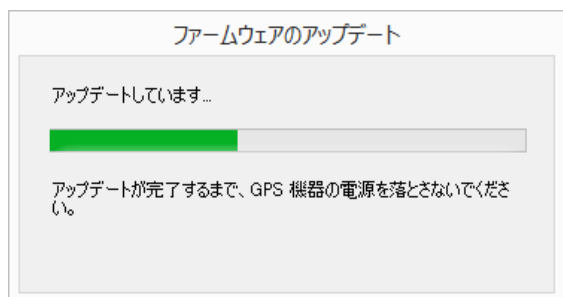 ファームウェアのアップデート
アップデートしています...
アップデートが完了するまで、GPS 機器の電源を落とさないでくださ
い。